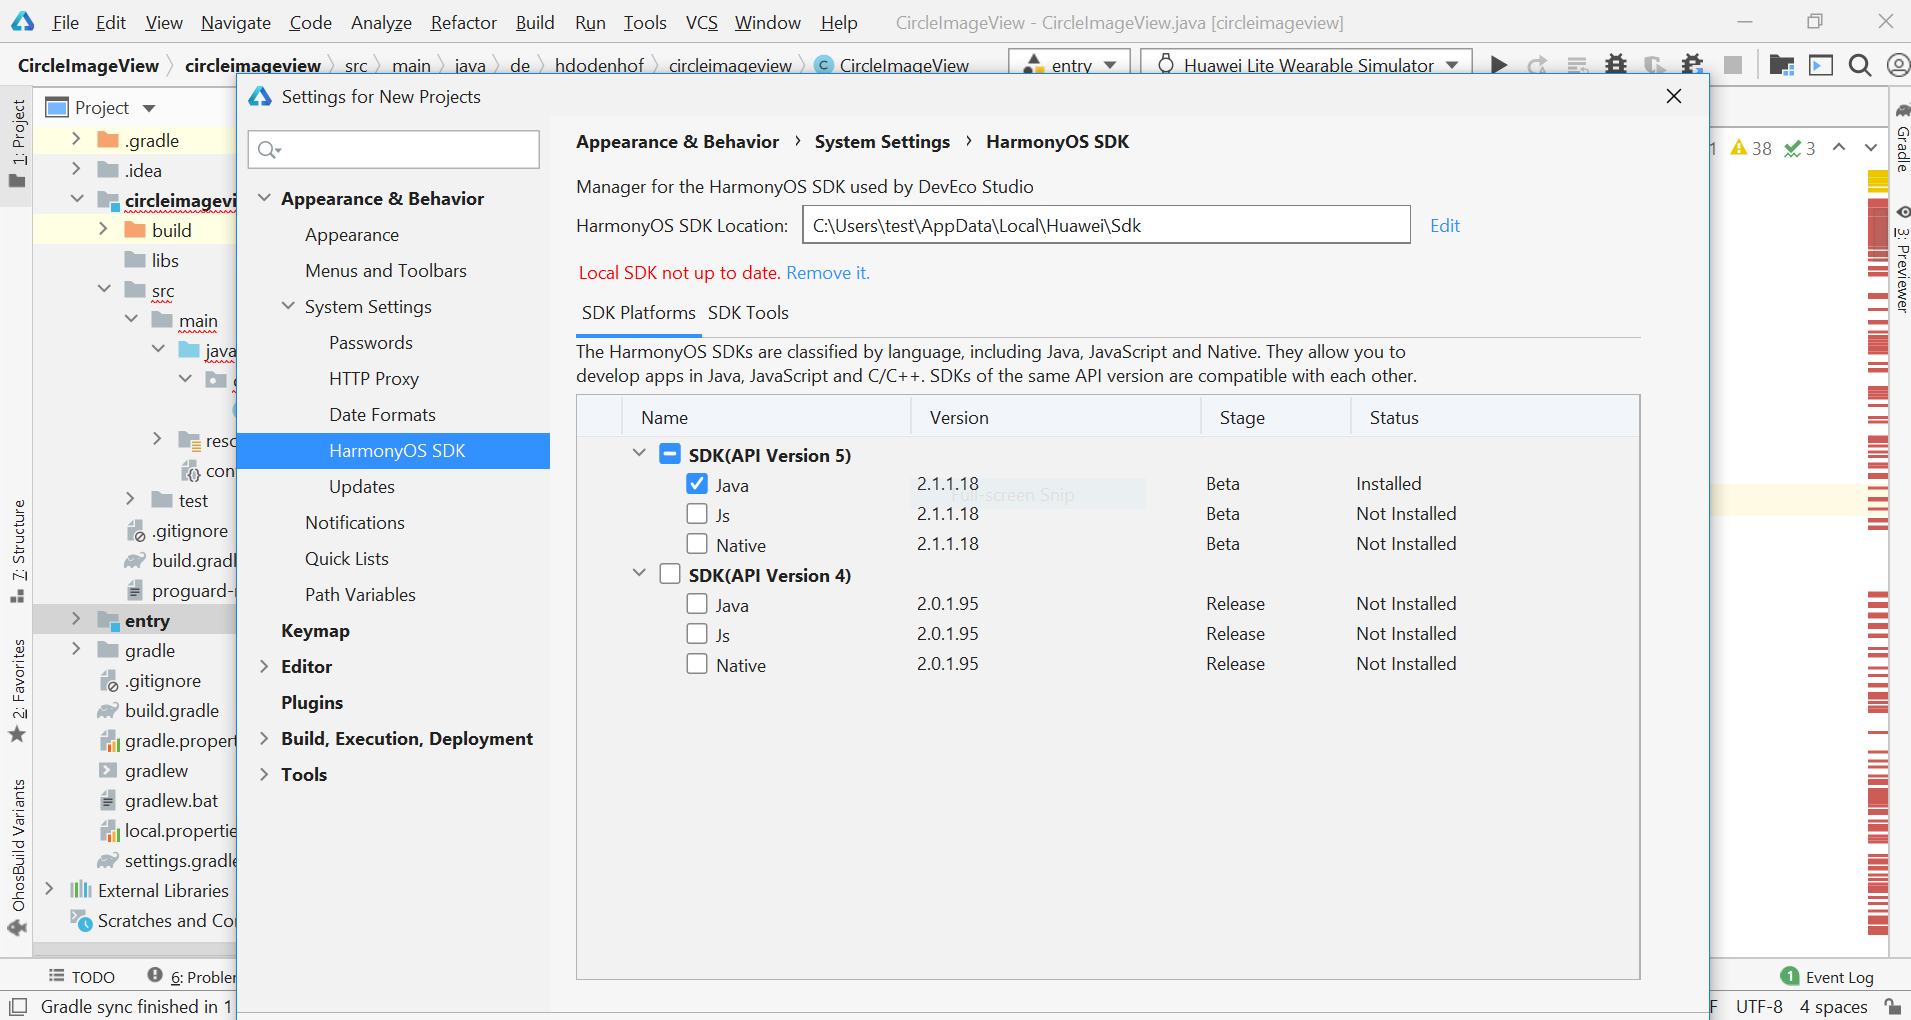 File Edit View Navigate Code Analyze Refactor Build Run Tools VCS Window Help CircleImageView - CircleImageView.java [circleimageview]
CircleImageView circleimageview src main java de hdodenhof circleimageview C CircleImageView entry Huawei Lite Wearable Simulator
1: Project
7: Structure
2: Favorites
OhosBuild Variants
Project
.gradle
.idea
circleimagevi
build
libs
src
main
java
resc
con
test
.gitignore
build.gradl
proguard-
entry
gradle
.gitignore
build.gradle
gradle.propert
gradlew
gradlew.bat
local.propertie
settings.gradle
External Libraries
Scratches and Co
Settings for New Projects
Appearance & Behavior
Appearance
Menus and Toolbars
System Settings
Passwords
HTTP Proxy
Date Formats
HarmonyOS SDK
Updates
Notifications
Quick Lists
Path Variables
Keymap
Editor
Plugins
Build, Execution, Deployment
Tools
Appearance & Behavior › System Settings › HarmonyOS SDK
Manager for the HarmonyOS SDK used by DevEco Studio
HarmonyOS SDK Location: C:\Users\test\AppData\Local\Huawei\Sdk Edit
Local SDK not up to date. Remove it.
SDK Platforms SDK Tools
The HarmonyOS SDKs are classified by language, including Java, JavaScript and Native. They allow you to
develop apps in Java, JavaScript and C/C++. SDKs of the same API version are compatible with each other.
Name Version Stage Status
SDK(API Version 5)
Java 2.1.1.18 Beta Installed
Full-screen Snip
Js 2.1.1.18 Beta Not Installed
Native 2.1.1.18 Beta Not Installed
SDK(API Version 4)
Java 2.0.1.95 Release Not Installed
Js 2.0.1.95 Release Not Installed
Native 2.0.1.95 Release Not Installed
1 38 3
Gradle
3: Previewer
TODO 6: Probler
1 Event Log
Gradle sync finished in 1
F UTF-8 4 spaces